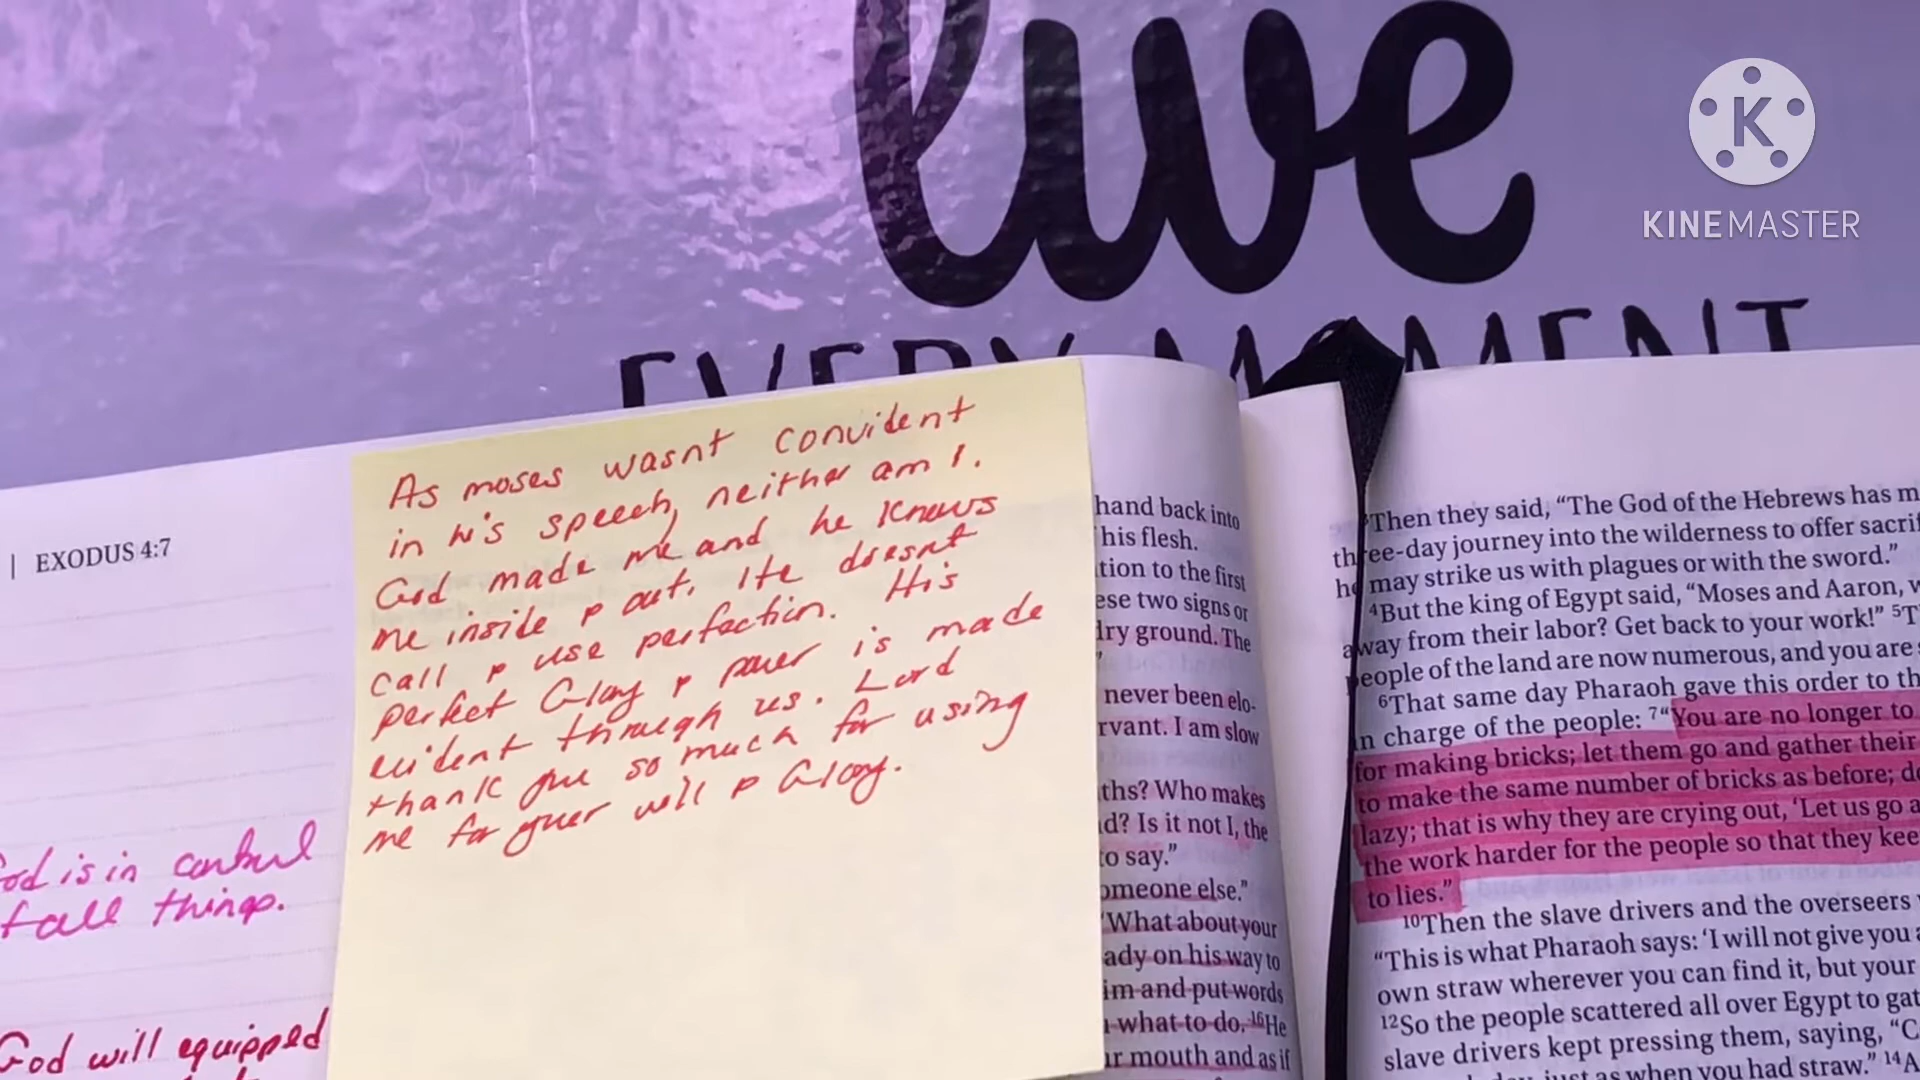 live
EVERY MOMENT
KINEMASTER
| EXODUS 4:7
As moses wasnt convident
in his speech, neither am I.
God made me and he knows
me inside & out. He doesnt
call & use perfection. His
perfect Glory & power is made
evident through us. Lord
thank you so much for using
me for your will & Glory.
God is in control
of all things.
God will equipped
hand back into
his flesh.
tion to the first
ese two signs or
dry ground. The
"
never been elo-
rvant. I am slow
ths? Who makes
d? Is it not I, the
to say."
omeone else."
"What about your
ady on his way to
im and put words
what to do. 16He
ur mouth and as if
Then they said, "The God of the Hebrews has m
three-day journey into the wilderness to offer sacrif
he may strike us with plagues or with the sword."
4But the king of Egypt said, "Moses and Aaron, w
away from their labor? Get back to your work!" 5T
people of the land are now numerous, and you are s
6That same day Pharaoh gave this order to th
in charge of the people: 7"You are no longer to
for making bricks; let them go and gather their
to make the same number of bricks as before; do
lazy; that is why they are crying out, 'Let us go a
the work harder for the people so that they kee
to lies."
10Then the slave drivers and the overseers
"This is what Pharaoh says: 'I will not give you a
own straw wherever you can find it, but your
12So the people scattered all over Egypt to gat
slave drivers kept pressing them, saying, "C
just as when you had straw." 14A